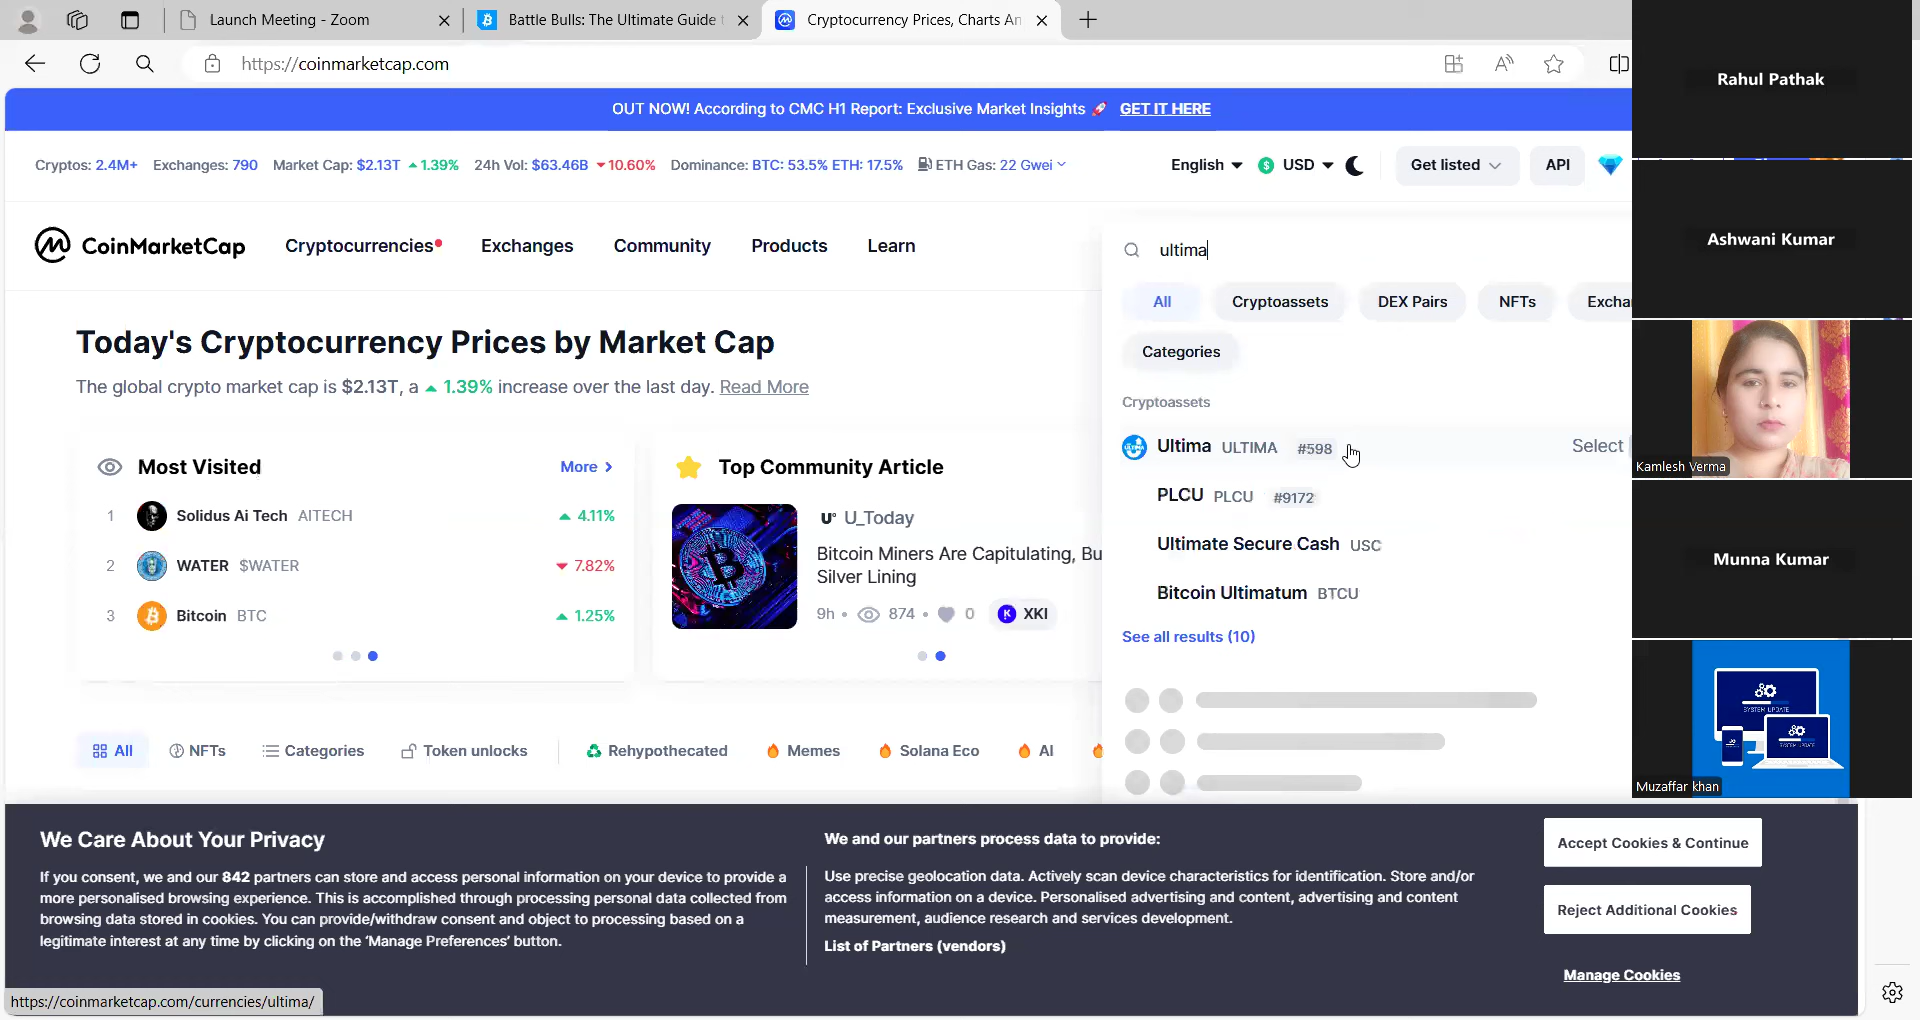 Launch Meeting - Zoom
Battle Bulls: The Ultimate Guide
Cryptocurrency Prices, Charts An
https://coinmarketcap.com
OUT NOW! According to CMC H1 Report: Exclusive Market Insights 🚀 GET IT HERE
Cryptos: 2.4M+ Exchanges: 790 Market Cap: $2.13T 1.39% 24h Vol: $63.46B 10.60% Dominance: BTC: 53.5% ETH: 17.5% ETH Gas: 22 Gwei
English USD Get listed API
CoinMarketCap Cryptocurrencies Exchanges Community Products Learn
ultima
All Cryptoassets DEX Pairs NFTs Excha
Categories
Cryptoassets
Ultima ULTIMA #598 Select
PLCU PLCU #9172
Ultimate Secure Cash USC
Bitcoin Ultimatum BTCU
See all results (10)
Today's Cryptocurrency Prices by Market Cap
The global crypto market cap is $2.13T, a 1.39% increase over the last day. Read More
Most Visited More
1 Solidus Ai Tech AITECH 4.11%
2 WATER $WATER 7.82%
3 Bitcoin BTC 1.25%
Top Community Article
U_Today
Bitcoin Miners Are Capitulating, Bu
Silver Lining
9h • 874 • 0 XKI
All NFTs Categories Token unlocks Rehypothecated Memes Solana Eco AI
We Care About Your Privacy
If you consent, we and our 842 partners can store and access personal information on your device to provide a
more personalised browsing experience. This is accomplished through processing personal data collected from
browsing data stored in cookies. You can provide/withdraw consent and object to processing based on a
legitimate interest at any time by clicking on the ‘Manage Preferences’ button.
We and our partners process data to provide:
Use precise geolocation data. Actively scan device characteristics for identification. Store and/or
access information on a device. Personalised advertising and content, advertising and content
measurement, audience research and services development.
List of Partners (vendors)
Accept Cookies & Continue
Reject Additional Cookies
Manage Cookies
https://coinmarketcap.com/currencies/ultima/
Rahul Pathak
Ashwani Kumar
Kamlesh Verma
Munna Kumar
SYSTEM UPDATE
SYSTEM UPDATE
Muzaffar khan